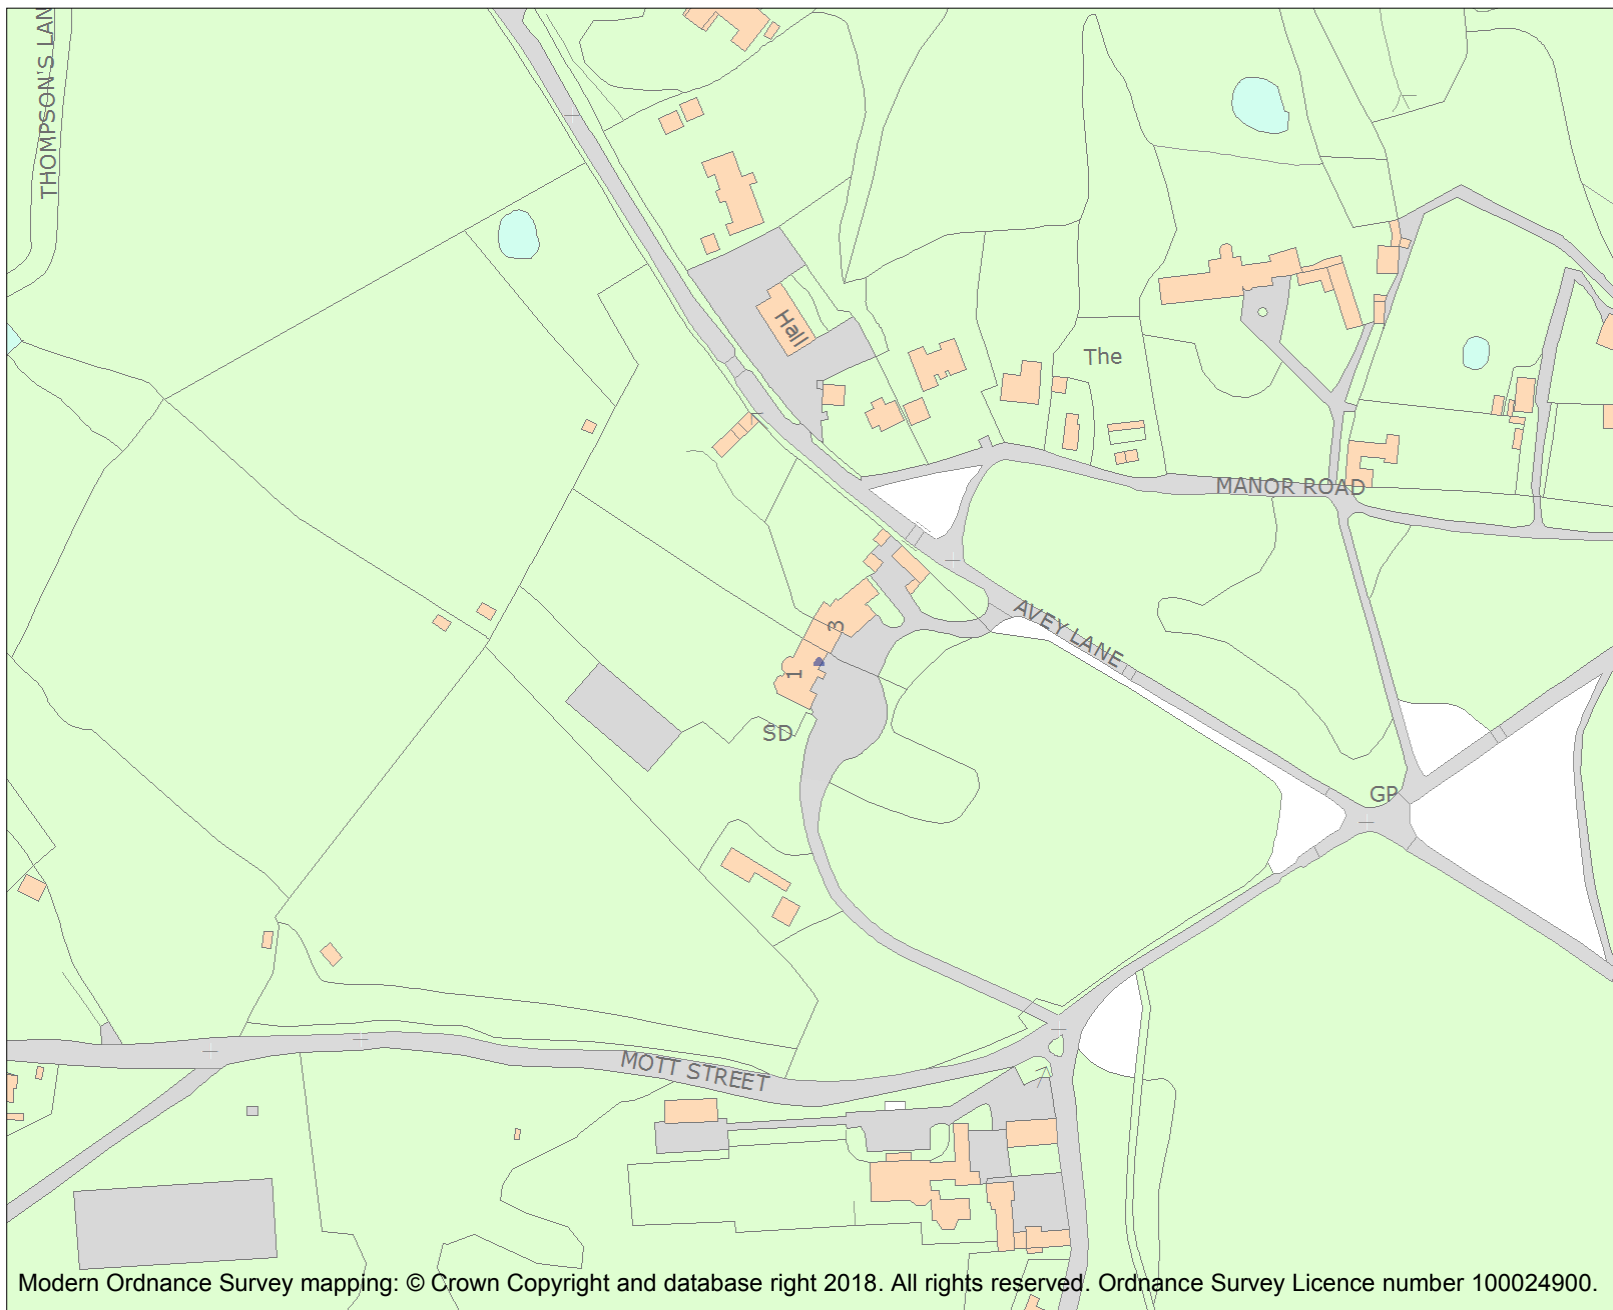 THOMPSON'S LAN
Hall
The
MANOR ROAD
AVEY LANE
3
1
SD
GP
MOTT STREET
Modern Ordnance Survey mapping: © Crown Copyright and database right 2018. All rights reserved. Ordnance Survey Licence number 100024900.